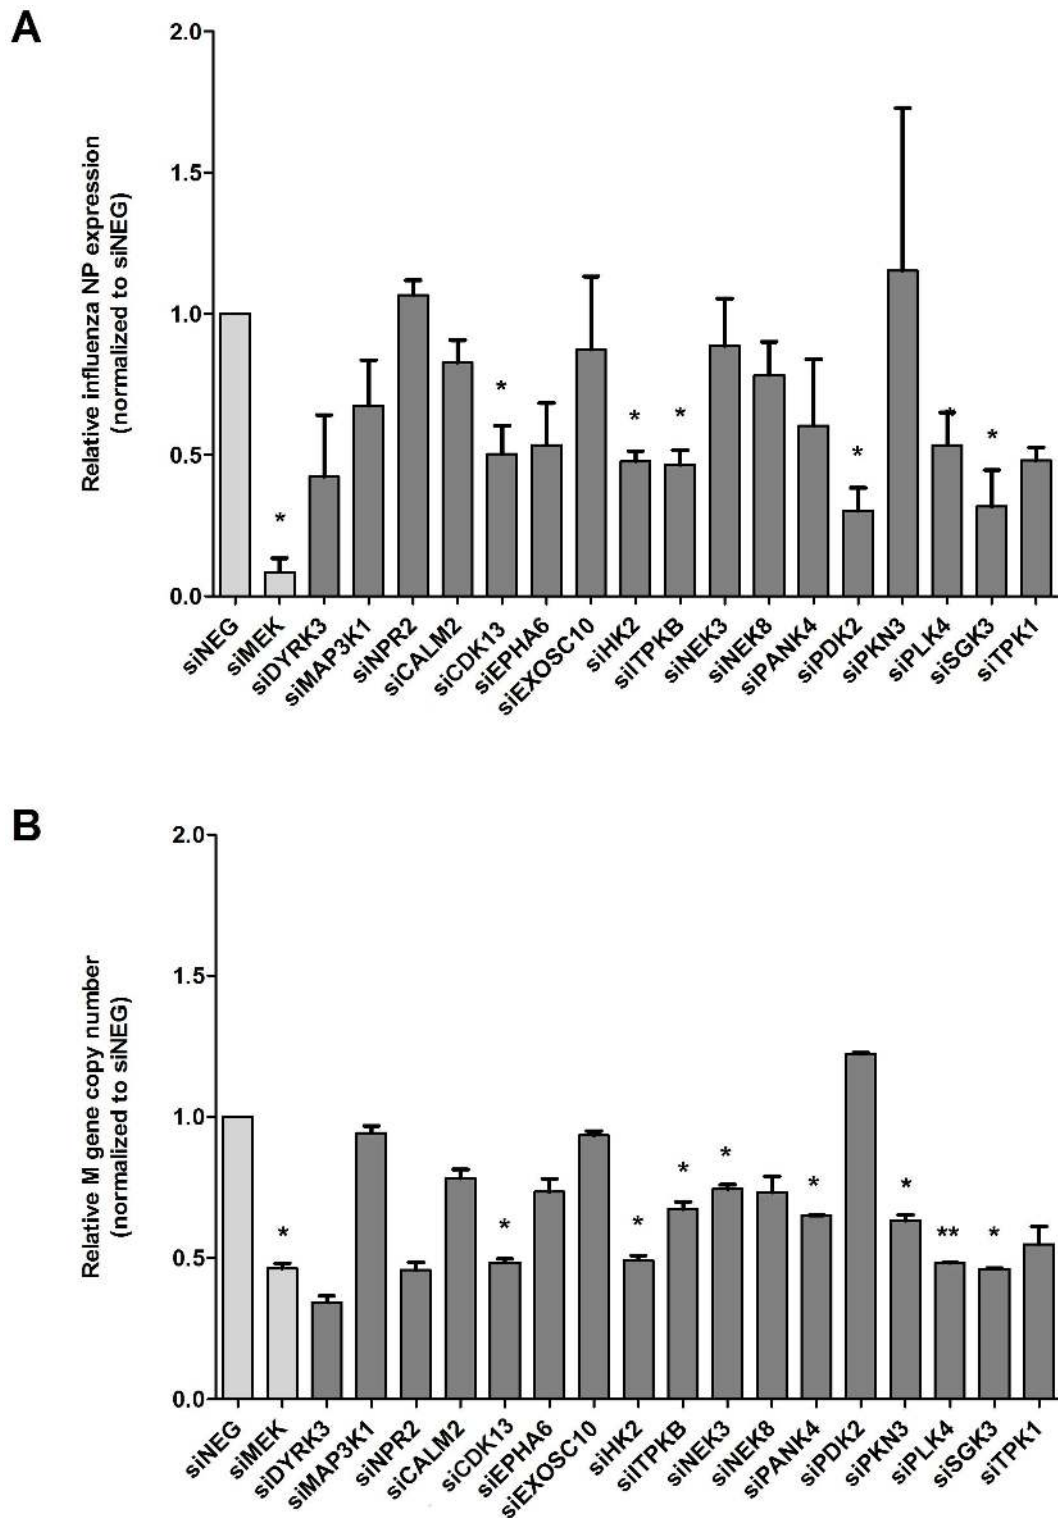 A
2.0
1.5
1.0
0.5
0.0
Relative influenza NP expression
(normalized to siNEG)
*
*
*
*
*
*
*
siNEG
siMEK
siDYRK3
siMAP3K1
siNPR2
siCALM2
siCDK13
siEPHA6
siEXOSC10
siHK2
siITPKB
siNEK3
siNEK8
siPANK4
siPDK2
siPKN3
siPLK4
siSGK3
siTPK1
B
2.0
1.5
1.0
0.5
0.0
Relative M gene copy number
(normalized to siNEG)
*
*
*
*
*
*
*
**
*
siNEG
siMEK
siDYRK3
siMAP3K1
siNPR2
siCALM2
siCDK13
siEPHA6
siEXOSC10
siHK2
siITPKB
siNEK3
siNEK8
siPANK4
siPDK2
siPKN3
siPLK4
siSGK3
siTPK1